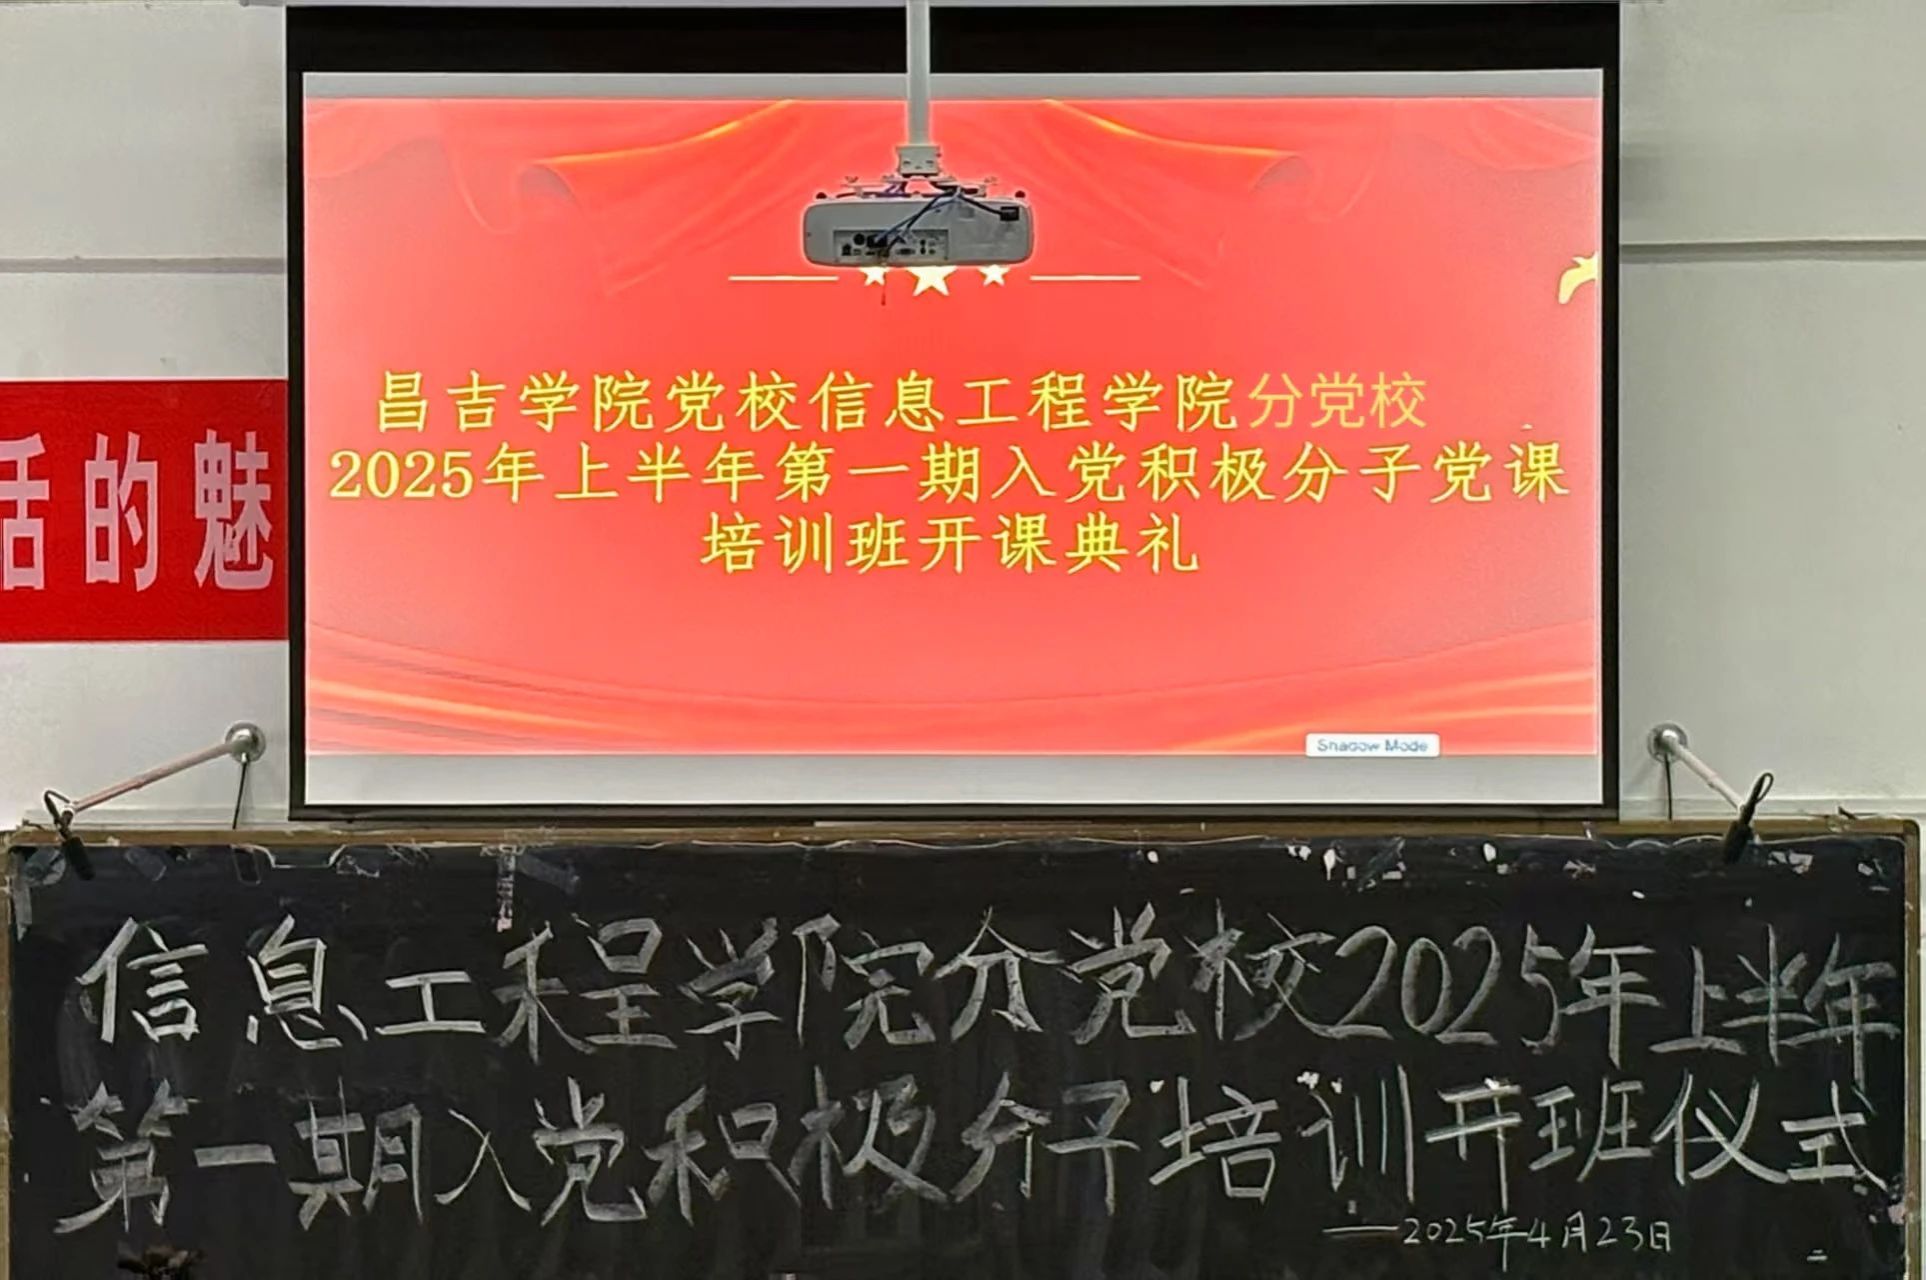 昌吉学院党校信息工程学院分党校
2025年上半年第一期入党积极分子党课
培训班开课典礼
活的魅
Shadow Mode
信息工程学院分党校2025年上半年
第一期入党积极分子培训开班仪式
——2025年4月23日